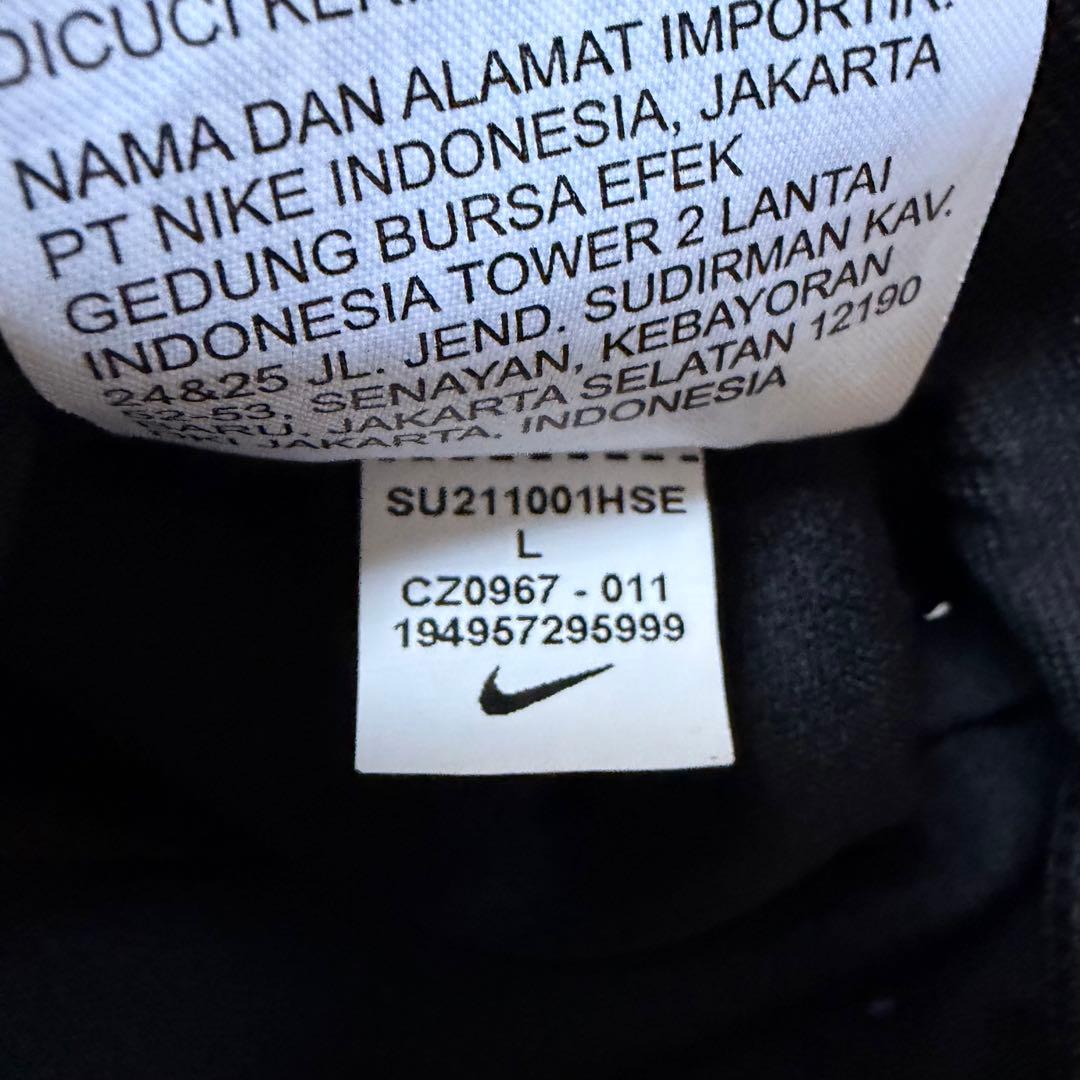 DICUCI
NAMA DAN ALAMAT IMPORTIR:
PT NIKE INDONESIA, JAKARTA
GEDUNG BURSA EFEK
INDONESIA TOWER 2 LANTAI
24&25 JL. JEND. SUDIRMAN KAV.
52-53, SENAYAN, KEBAYORAN
BARU, JAKARTA SELATAN 12190
DKI JAKARTA, INDONESIA
SU211001HSE
L
CZ0967 - 011
194957295999